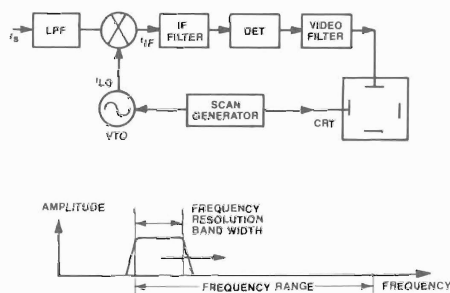 fs
LPF
fIF
IF
FILTER
DET
VIDEO
FILTER
fLO
VTO
SCAN
GENERATOR
CRT
AMPLITUDE
FREQUENCY
RESOLUTION
BAND WIDTH
FREQUENCY RANGE
FREQUENCY